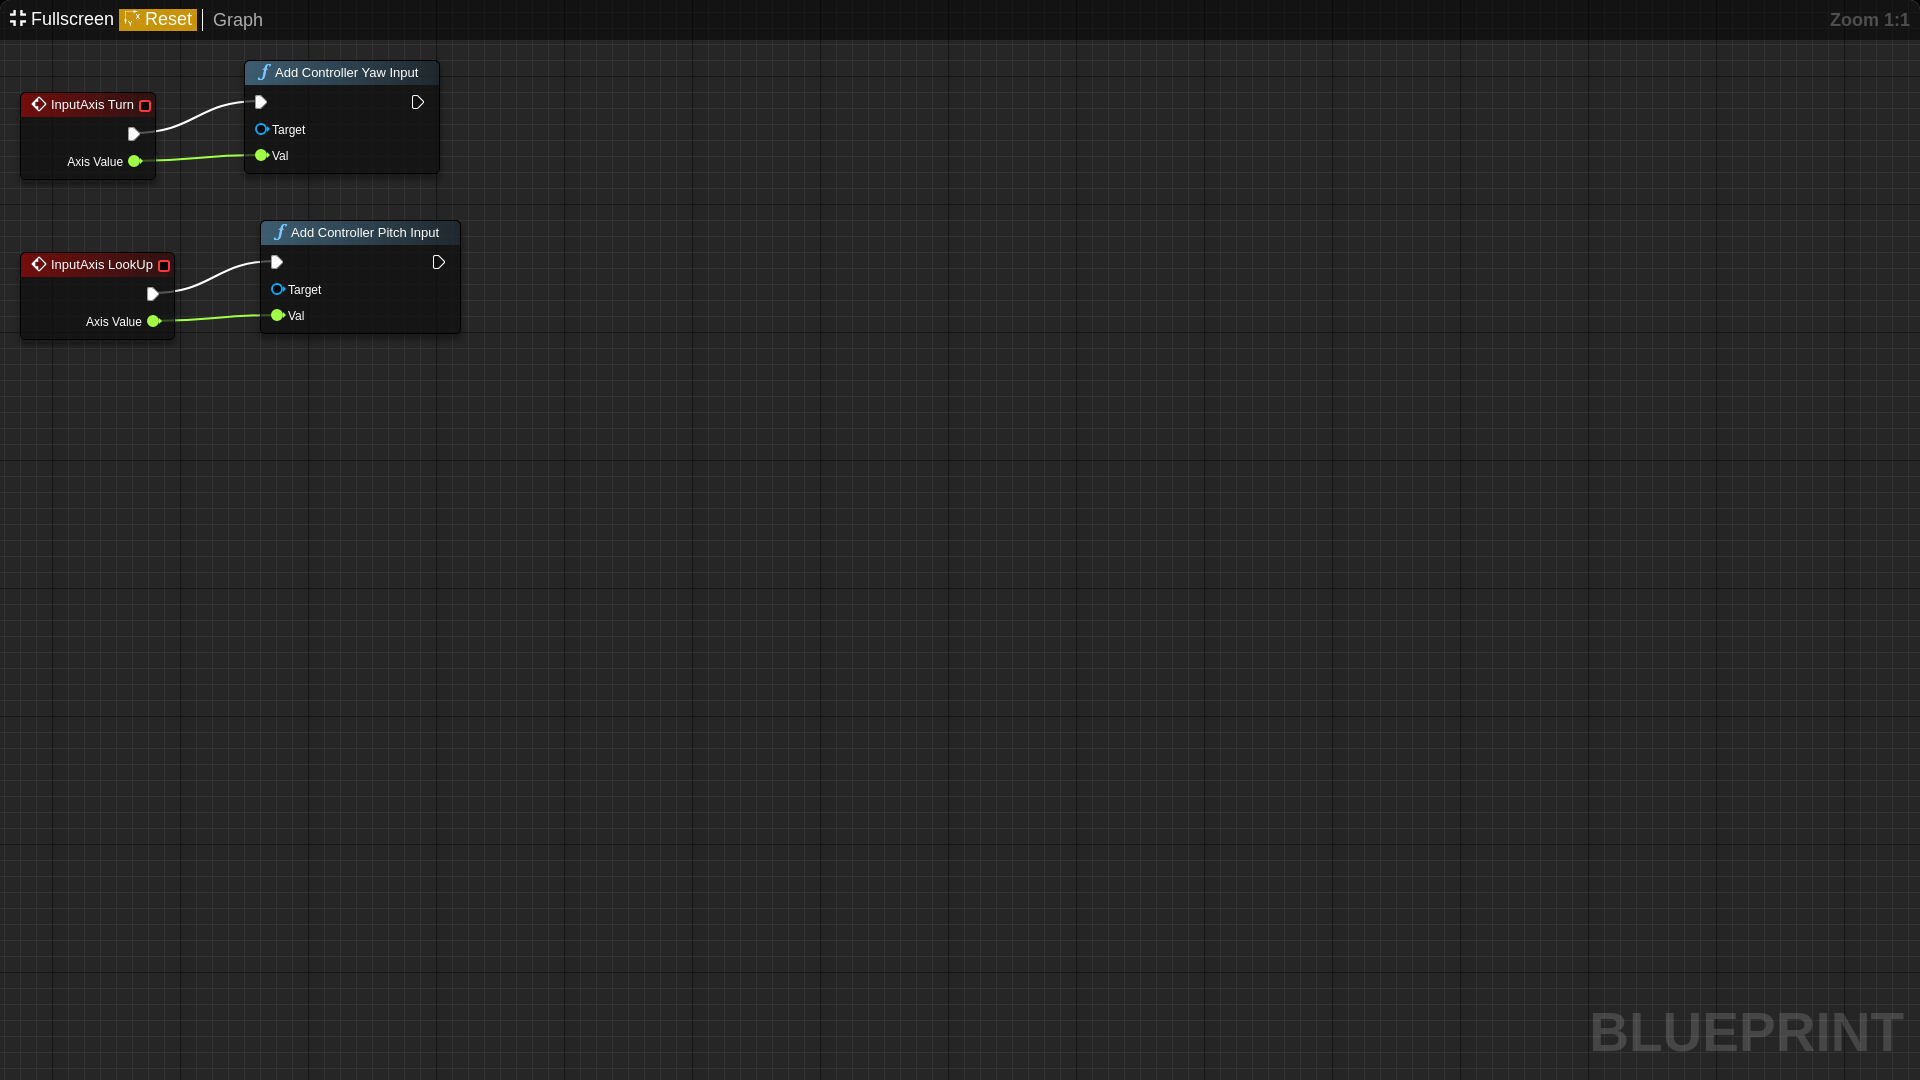 Fullscreen Reset Graph Zoom 1:1
Add Controller Yaw Input
InputAxis Turn
Target
Val
Axis Value
Add Controller Pitch Input
InputAxis LookUp
Target
Val
Axis Value
BLUEPRINT